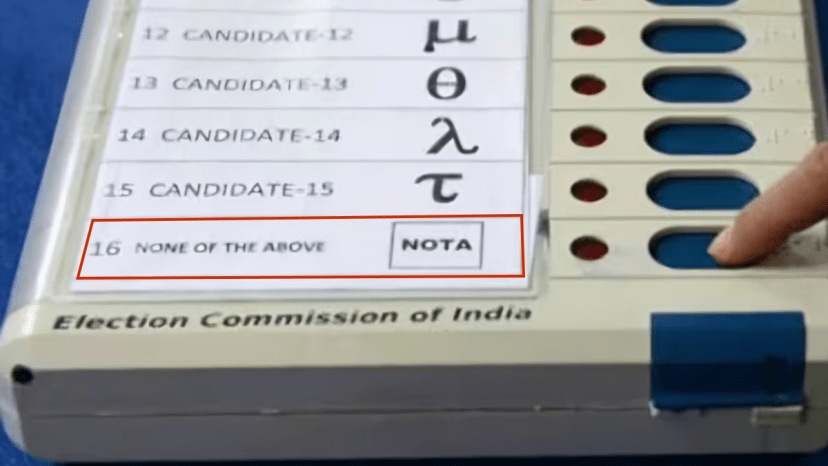 12 CANDIDATE-12 μ
13 CANDIDATE-13 θ
14 CANDIDATE-14 λ
15 CANDIDATE-15 τ
16 NONE OF THE ABOVE NOTA
Election Commission of India